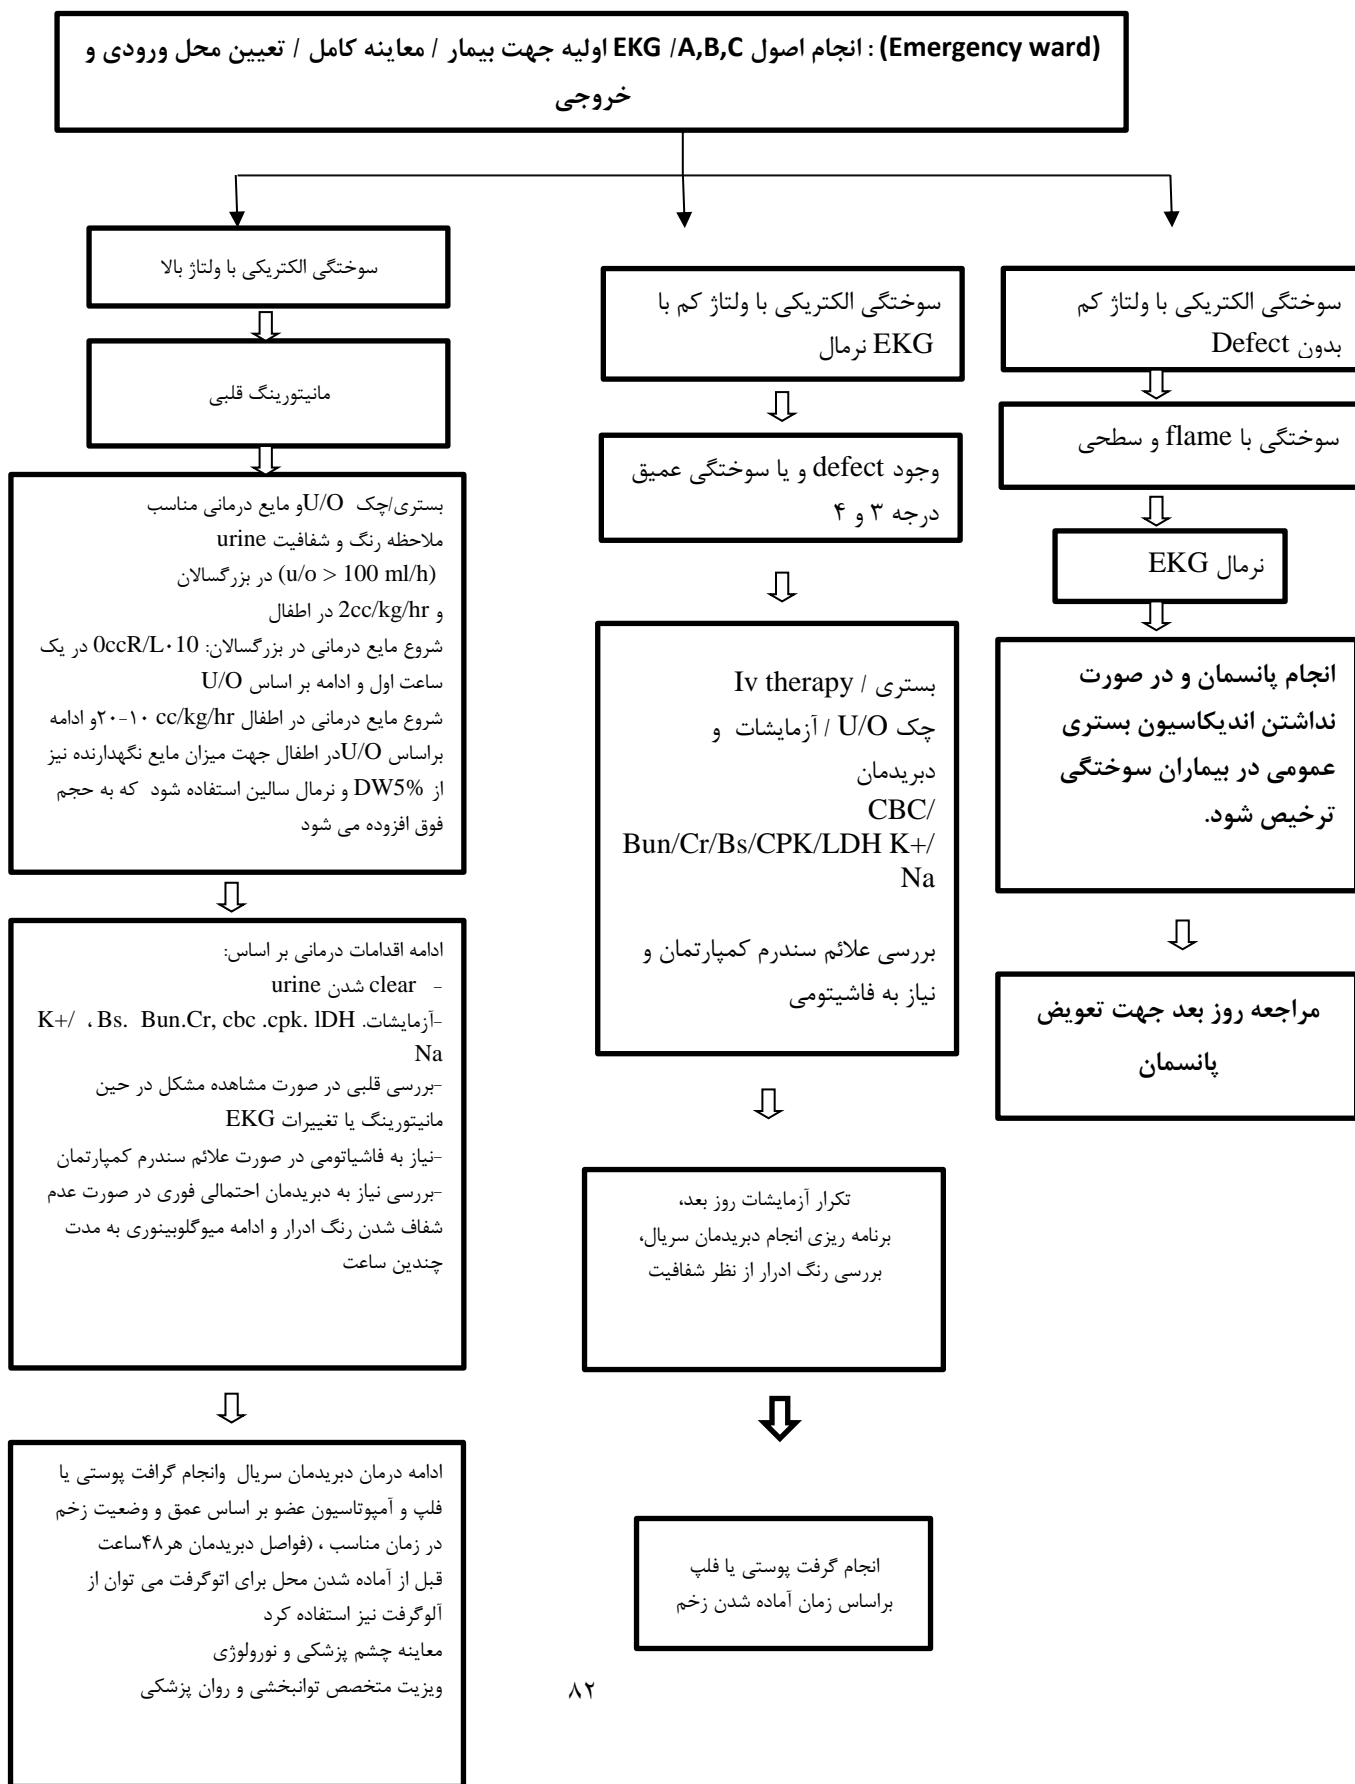 (Emergency ward) : انجام اصول EKG /A,B,C اولیه جهت بیمار / معاینه کامل / تعیین محل ورودی و
خروجی
سوختگی الکتریکی با ولتاژ کم
بدون Defect
سوختگی با flame و سطحی
نرمال EKG
انجام پانسمان و در صورت
نداشتن اندیکاسیون بستری
عمومی در بیماران سوختگی
ترخیص شود.
مراجعه روز بعد جهت تعویض
پانسمان
سوختگی الکتریکی با ولتاژ کم با
EKG نرمال
وجود defect و یا سوختگی عمیق
درجه ۳ و ۴
بستری / Iv therapy
چک U/O / آزمایشات و
دبریدمان
CBC/
Bun/Cr/Bs/CPK/LDH K+/
Na
بررسی علائم سندرم کمپارتمان و
نیاز به فاشیتومی
تکرار آزمایشات روز بعد،
برنامه ریزی انجام دبریدمان سریال،
بررسی رنگ ادرار از نظر شفافیت
انجام گرفت پوستی یا فلپ
براساس زمان آماده شدن زخم
سوختگی الکتریکی با ولتاژ بالا
مانیتورینگ قلبی
بستری/چک U/Oو مایع درمانی مناسب
ملاحظه رنگ و شفافیت urine
(u/o > 100 ml/h) در بزرگسالان
و 2cc/kg/hr در اطفال
شروع مایع درمانی در بزرگسالان: 0ccR/L۰10 در یک
ساعت اول و ادامه بر اساس U/O
شروع مایع درمانی در اطفال ۲۰-۱۰ cc/kg/hrو ادامه
براساس U/Oدر اطفال جهت میزان مایع نگهدارنده نیز
از DW5% و نرمال سالین استفاده شود که به حجم
فوق افزوده می شود
ادامه اقدامات درمانی بر اساس:
- clear شدن urine
-آزمایشات. K+/ ، Bs. Bun.Cr, cbc .cpk. lDH
Na
-بررسی قلبی در صورت مشاهده مشکل در حین
مانیتورینگ یا تغییرات EKG
-نیاز به فاشیاتومی در صورت علائم سندرم کمپارتمان
-بررسی نیاز به دبریدمان احتمالی فوری در صورت عدم
شفاف شدن رنگ ادرار و ادامه میوگلوبینوری به مدت
چندین ساعت
ادامه درمان دبریدمان سریال وانجام گرافت پوستی یا
فلپ و آمپوتاسیون عضو بر اساس عمق و وضعیت زخم
در زمان مناسب ، (فواصل دبریدمان هر۴۸ساعت
قبل از آماده شدن محل برای اتوگرفت می توان از
آلوگرفت نیز استفاده کرد
معاینه چشم پزشکی و نورولوژی
ویزیت متخصص توانبخشی و روان پزشکی
۸۲